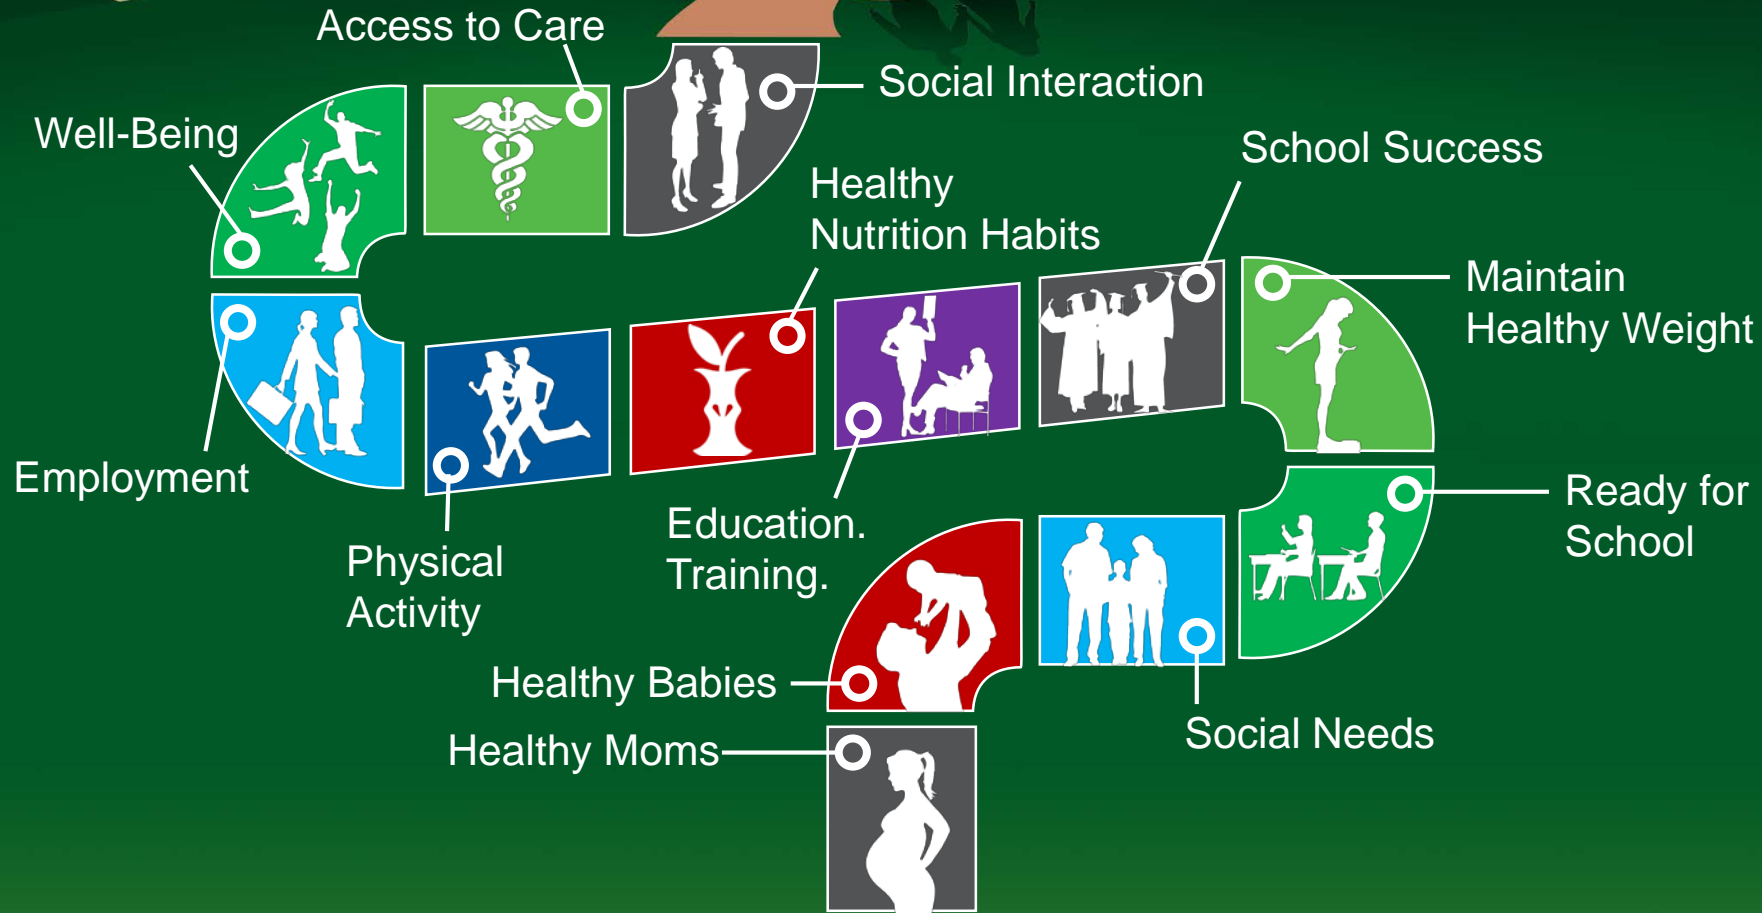 Access to Care
Social Interaction
Well-Being
School Success
Healthy
Nutrition Habits
Maintain
Healthy Weight
Employment
Ready for
School
Education.
Training.
Physical
Activity
Healthy Babies
Social Needs
Healthy Moms